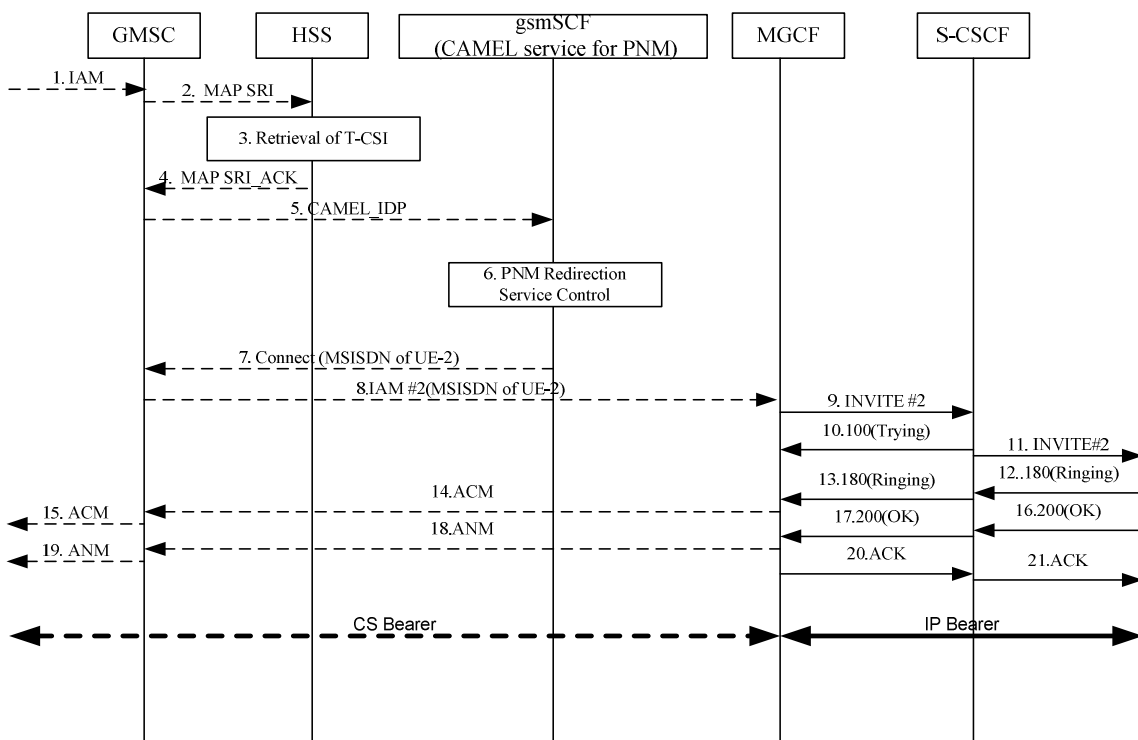 GMSC
HSS
gsmSCF
(CAMEL service for PNM)
MGCF
S-CSCF
1. IAM
2. MAP SRI
3. Retrieval of T-CSI
4. MAP SRI_ACK
5. CAMEL_IDP
6. PNM Redirection
Service Control
7. Connect (MSISDN of UE-2)
8.IAM #2(MSISDN of UE-2)
9. INVITE #2
10.100(Trying)
11. INVITE#2
12..180(Ringing)
13.180(Ringing)
14.ACM
15. ACM
16.200(OK)
17.200(OK)
18.ANM
19. ANM
20.ACK
21.ACK
CS Bearer
IP Bearer